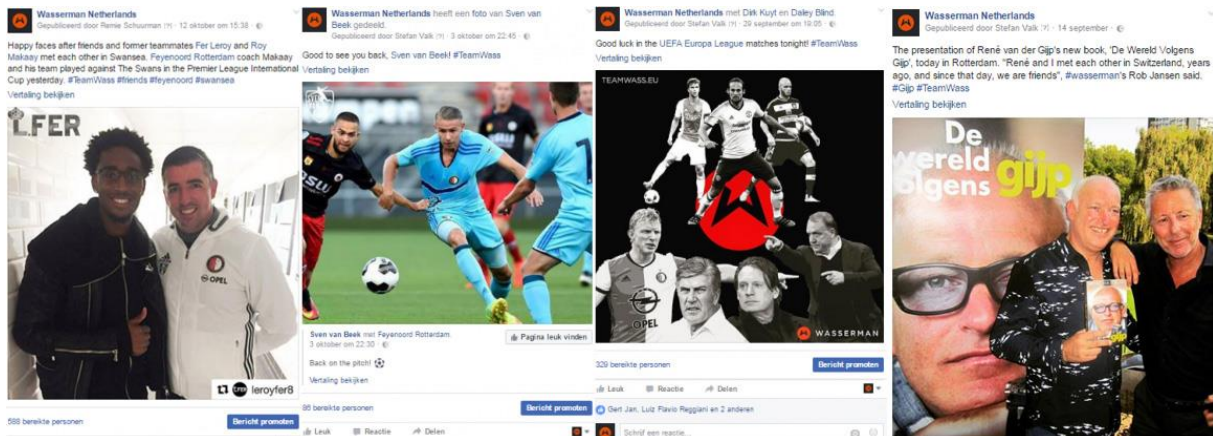 Wasserman Netherlands
Gepubliceerd door Remie Schuurman [?] · 12 oktober om 15:38 ·
Happy faces after friends and former teammates Fer Leroy and Roy
Makaay met each other in Swansea. Feyenoord Rotterdam coach Makaay
and his team played against The Swans in the Premier League International
Cup yesterday. #TeamWass #friends #feyenoord #swansea
Vertaling bekijken
L.FER
OPEL
leroyfer8
588 bereikte personen
Bericht promoten
Wasserman Netherlands heeft een foto van Sven van
Beek gedeeld.
Gepubliceerd door Stefan Valk [?] · 3 oktober om 22:45 ·
Good to see you back, Sven van Beek! #TeamWass
Vertaling bekijken
Sven van Beek met Feyenoord Rotterdam.
3 oktober om 22:30 ·
Pagina leuk vinden
Back on the pitch!
Vertaling bekijken
86 bereikte personen
Bericht promoten
Leuk Reactie Delen
Wasserman Netherlands met Dirk Kuyt en Daley Blind.
Gepubliceerd door Stefan Valk [?] · 29 september om 19:05 ·
Good luck in the UEFA Europa League matches tonight! #TeamWass
Vertaling bekijken
TEAMWASS.EU
OPEL
WASSERMAN
329 bereikte personen
Bericht promoten
Leuk Reactie Delen
Gert Jan, Luiz Flavio Reggiani en 2 anderen
Schrijf een reactie...
Wasserman Netherlands
Gepubliceerd door Stefan Valk [?] · 14 september ·
The presentation of René van der Gijp's new book, 'De Wereld Volgens
Gijp', today in Rotterdam. "René and I met each other in Switzerland, years
ago, and since that day, we are friends", #wasserman's Rob Jansen said.
#Gijp #TeamWass
Vertaling bekijken
De
wereld
volgens
gijp